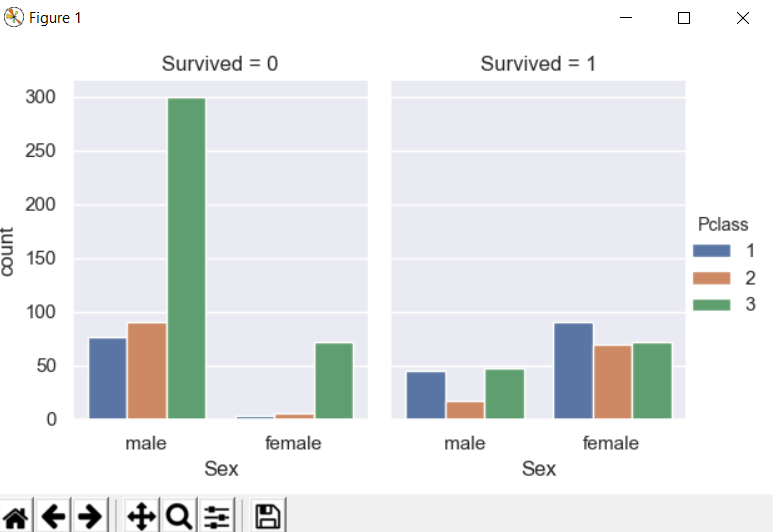 Figure 1
Survived = 0
Survived = 1
300
250
200
150
100
50
0
count
male
female
male
female
Sex
Sex
Pclass
1
2
3